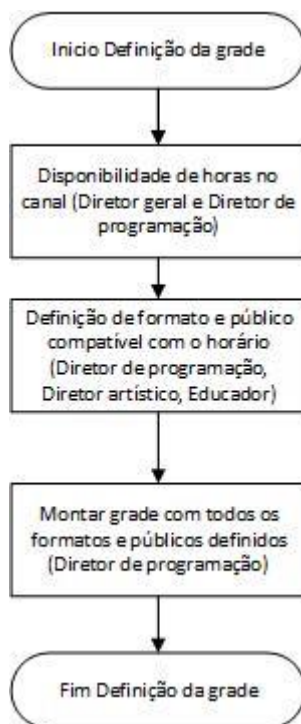 Inicio Definição da grade
Disponibilidade de horas no
canal (Diretor geral e Diretor de
programação)
Definição de formato e público
compatível com o horário
(Diretor de programação,
Diretor artístico, Educador)
Montar grade com todos os
formatos e públicos definidos
(Diretor de programação)
Fim Definição da grade